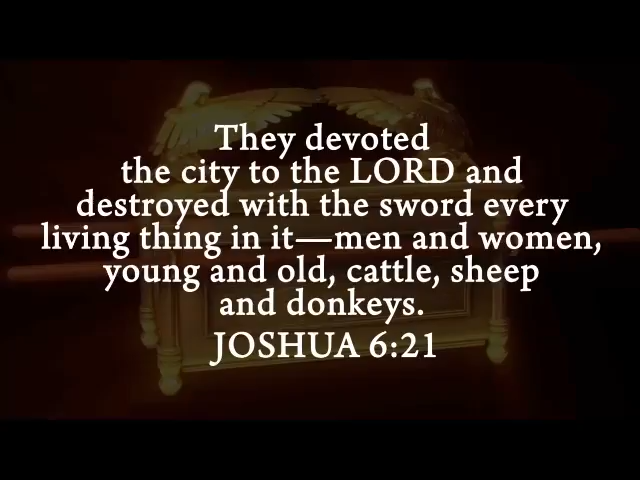 They devoted
the city to the LORD and
destroyed with the sword every
living thing in it—men and women,
young and old, cattle, sheep
and donkeys.
JOSHUA 6:21